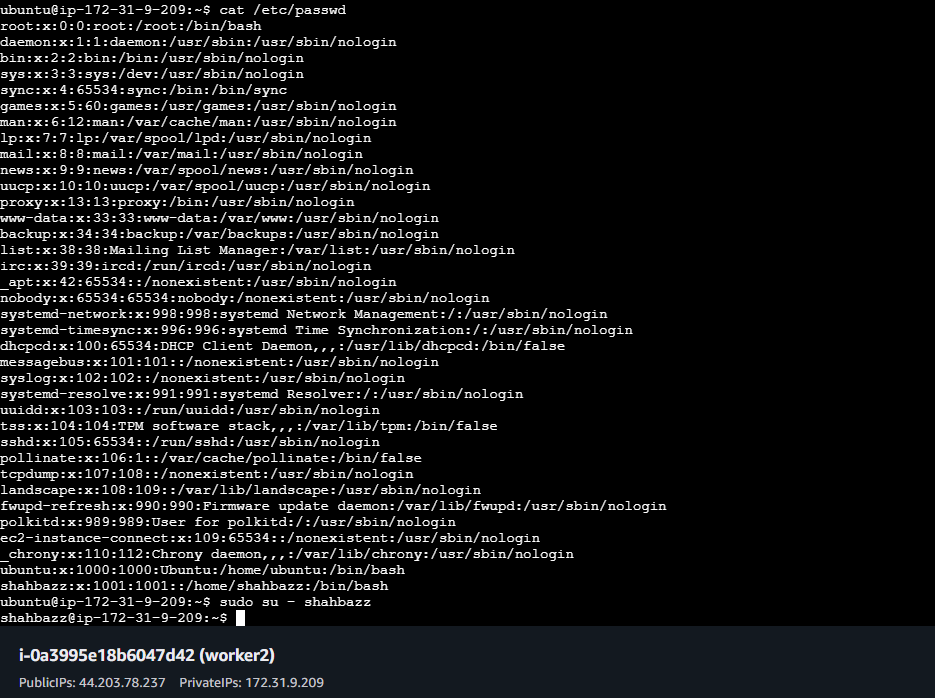 ubuntu@ip-172-31-9-209:~$ cat /etc/passwd
root:x:0:0:root:/root:/bin/bash
daemon:x:1:1:daemon:/usr/sbin:/usr/sbin/nologin
bin:x:2:2:bin:/bin:/usr/sbin/nologin
sys:x:3:3:sys:/dev:/usr/sbin/nologin
sync:x:4:65534:sync:/bin:/bin/sync
games:x:5:60:games:/usr/games:/usr/sbin/nologin
man:x:6:12:man:/var/cache/man:/usr/sbin/nologin
lp:x:7:7:lp:/var/spool/lpd:/usr/sbin/nologin
mail:x:8:8:mail:/var/mail:/usr/sbin/nologin
news:x:9:9:news:/var/spool/news:/usr/sbin/nologin
uucp:x:10:10:uucp:/var/spool/uucp:/usr/sbin/nologin
proxy:x:13:13:proxy:/bin:/usr/sbin/nologin
www-data:x:33:33:www-data:/var/www:/usr/sbin/nologin
backup:x:34:34:backup:/var/backups:/usr/sbin/nologin
list:x:38:38:Mailing List Manager:/var/list:/usr/sbin/nologin
irc:x:39:39:ircd:/run/ircd:/usr/sbin/nologin
_apt:x:42:65534::/nonexistent:/usr/sbin/nologin
nobody:x:65534:65534:nobody:/nonexistent:/usr/sbin/nologin
systemd-network:x:998:998:systemd Network Management:/:/usr/sbin/nologin
systemd-timesync:x:996:996:systemd Time Synchronization:/:/usr/sbin/nologin
dhcpcd:x:100:65534:DHCP Client Daemon,,,:/usr/lib/dhcpcd:/bin/false
messagebus:x:101:101::/nonexistent:/usr/sbin/nologin
syslog:x:102:102::/nonexistent:/usr/sbin/nologin
systemd-resolve:x:991:991:systemd Resolver:/:/usr/sbin/nologin
uuidd:x:103:103::/run/uuidd:/usr/sbin/nologin
tss:x:104:104:TPM software stack,,,:/var/lib/tpm:/bin/false
sshd:x:105:65534::/run/sshd:/usr/sbin/nologin
pollinate:x:106:1::/var/cache/pollinate:/bin/false
tcpdump:x:107:108::/nonexistent:/usr/sbin/nologin
landscape:x:108:109::/var/lib/landscape:/usr/sbin/nologin
fwupd-refresh:x:990:990:Firmware update daemon:/var/lib/fwupd:/usr/sbin/nologin
polkitd:x:989:989:User for polkitd:/:/usr/sbin/nologin
ec2-instance-connect:x:109:65534::/nonexistent:/usr/sbin/nologin
_chrony:x:110:112:Chrony daemon,,,:/var/lib/chrony:/usr/sbin/nologin
ubuntu:x:1000:1000:Ubuntu:/home/ubuntu:/bin/bash
shahbazz:x:1001:1001::/home/shahbazz:/bin/bash
ubuntu@ip-172-31-9-209:~$ sudo su - shahbazz
shahbazz@ip-172-31-9-209:~$
i-0a3995e18b6047d42 (worker2)
PublicIPs: 44.203.78.237 PrivateIPs: 172.31.9.209